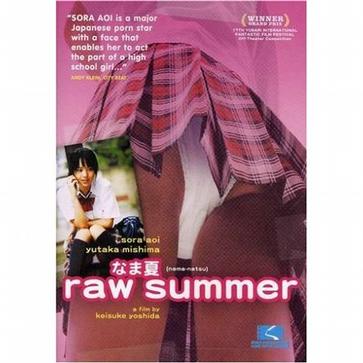 "SORA AOI is a major
Japanese porn star
with a face that
enables her to act
the part of a high
school girl..."
ANDY KLEIN, CITY BEAT
WINNER
GRAND PRIX
17TH YUBARI INTERNATIONAL
FANTASTIC FILM FESTIVAL
Off-Theater Competition
sora aoi
yutaka mishima
なま夏
(nama-natsu)
raw summer
a film by
keisuke yoshida